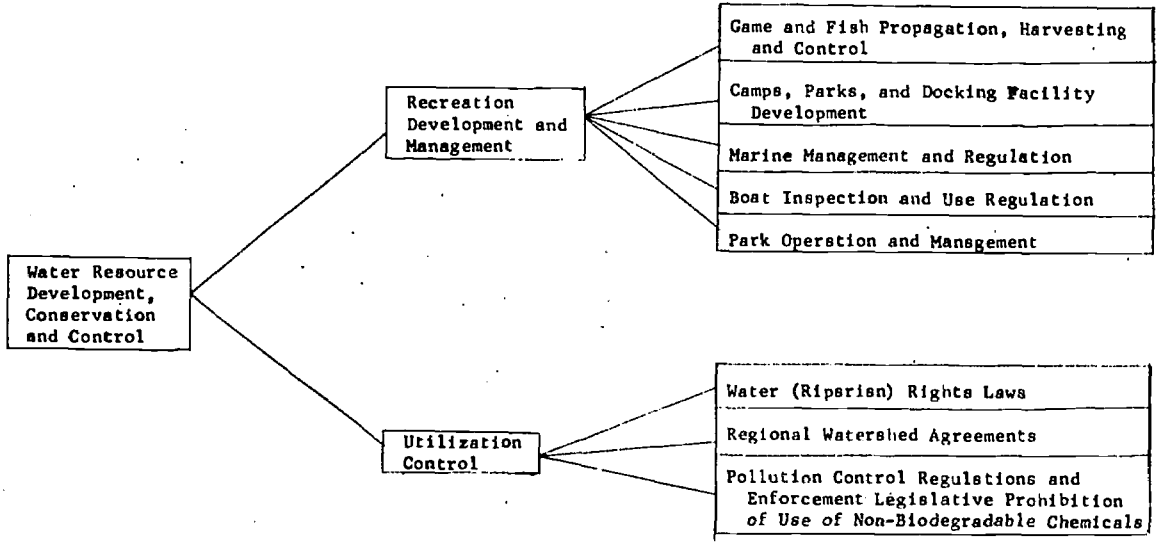 Game and Fish Propagation, Harvesting
and Control
Camps, Parks, and Docking Facility
Development
Marine Management and Regulation
Boat Inspection and Use Regulation
Park Operation and Management
Recreation
Development and
Management
Water Resource
Development,
Conservation
and Control
Utilization
Control
Water (Riparian) Rights Laws
Regional Watershed Agreements
Pollution Control Regulations and
Enforcement Legislative Prohibition
of Use of Non-Biodegradable Chemicals